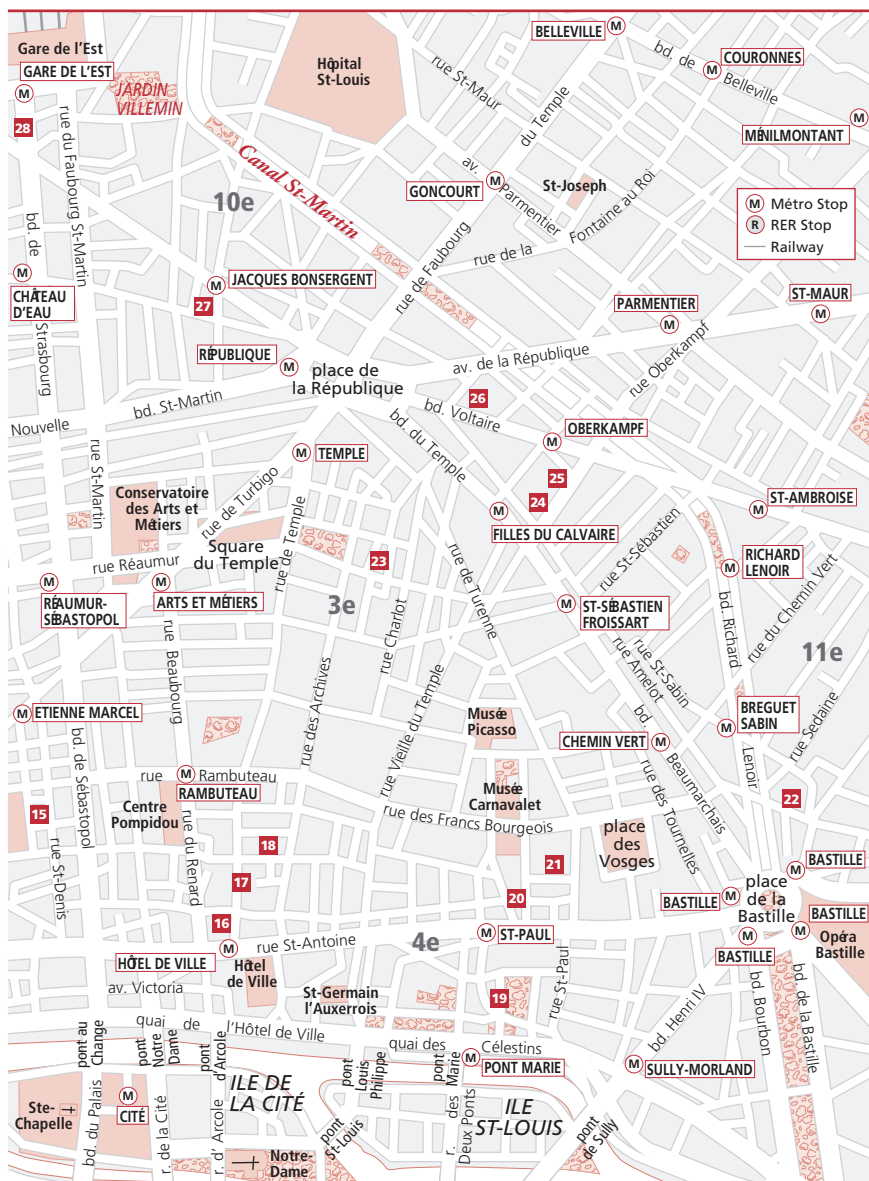 Gare de l'Est
GARE DE L'EST
M
JARDIN
VILLEMIN
28
rue du Faubourg St-Martin
Hôpital
St-Louis
BELLEVILLE
M
bd. de
Belleville
COURONNES
M
M
MÉNILMONTANT
rue St-Maur
du Temple
av.
Parmentier
GONCOURT
M
St-Joseph
Fontaine au Roi
rue de la
Canal St-Martin
10e
M Métro Stop
R RER Stop
Railway
bd. de
Strasbourg
M
CHÂTEAU
D'EAU
M
JACQUES BONSERGENT
27
rue de Faubourg
PARMENTIER
M
ST-MAUR
M
RÉPUBLIQUE
M
place de
la République
av. de la République
rue Oberkampf
Nouvelle
bd. St-Martin
26
bd. Voltaire
bd. du Temple
M
OBERKAMPF
M
TEMPLE
rue St-Martin
Conservatoire
des Arts et
Métiers
rue de Turbigo
25
24
M
FILLES DU CALVAIRE
ST-AMBROISE
M
rue Réaumur
Square
du Temple
rue de Temple
23
rue de Turenne
rue St-Sébastien
M
RICHARD
LENOIR
M
RÉAUMUR-
SÉBASTOPOL
M
ARTS ET MÉTIERS
3e
rue Charlot
M
ST-SÉBASTIEN
FROISSART
bd. Richard
Lenoir
rue du Chemin Vert
11e
rue
Beaubourg
rue des Archives
rue Vieille du Temple
rue St-Sabin
rue Amelot
M
ETIENNE MARCEL
bd. de Sébastopol
Musée
Picasso
CHEMIN VERT
M
bd.
Beaumarchais
M
BREGUET
SABIN
rue Sedaine
rue
Rambuteau
M
RAMBUTEAU
Musée
Carnavalet
rue des Tournelles
22
15
Centre
Pompidou
rue des Francs Bourgeois
place
des
Vosges
rue St-Denis
rue du Renard
18
17
21
20
M
BASTILLE
BASTILLE
M
place
de la
Bastille
BASTILLE
M
Opéra
Bastille
M
BASTILLE
16
M
HÔTEL DE VILLE
rue St-Antoine
4e
M
ST-PAUL
av. Victoria
Hôtel
de Ville
St-Germain
l'Auxerrois
19
rue St-Paul
bd. Henri IV
bd. Bourbon
bd. de la Bastille
quai de
l'Hôtel de Ville
quai des
Célestins
pont au
Change
pont
Notre
Dame
pont
d'Arcole
pont
Louis
Philippe
pont
Marie
M
PONT MARIE
M
SULLY-MORLAND
ILE DE
LA CITÉ
ILE
ST-LOUIS
Ste-
Chapelle
bd. du Palais
M
CITÉ
r. de la Cité
r. d' Arcole
Notre-
Dame
pont
St-Louis
r. des
Deux Ponts
pont
de Sully